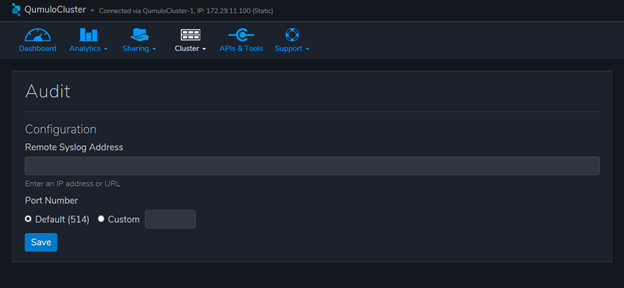 QumuloCluster • Connected via QumuloCluster-1, IP: 172.29.11.100 (Static)
Dashboard Analytics Sharing Cluster APIs & Tools Support
Audit
Configuration
Remote Syslog Address
Enter an IP address or URL
Port Number
Default (514) Custom
Save